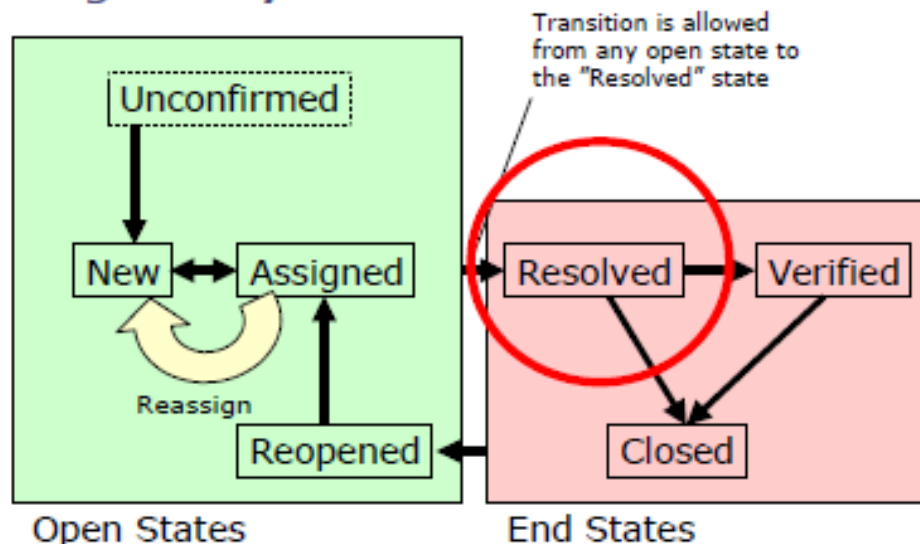 Transition is allowed
from any open state to
the "Resolved" state
Unconfirmed
New
Assigned
Resolved
Verified
Reassign
Reopened
Closed
Open States
End States